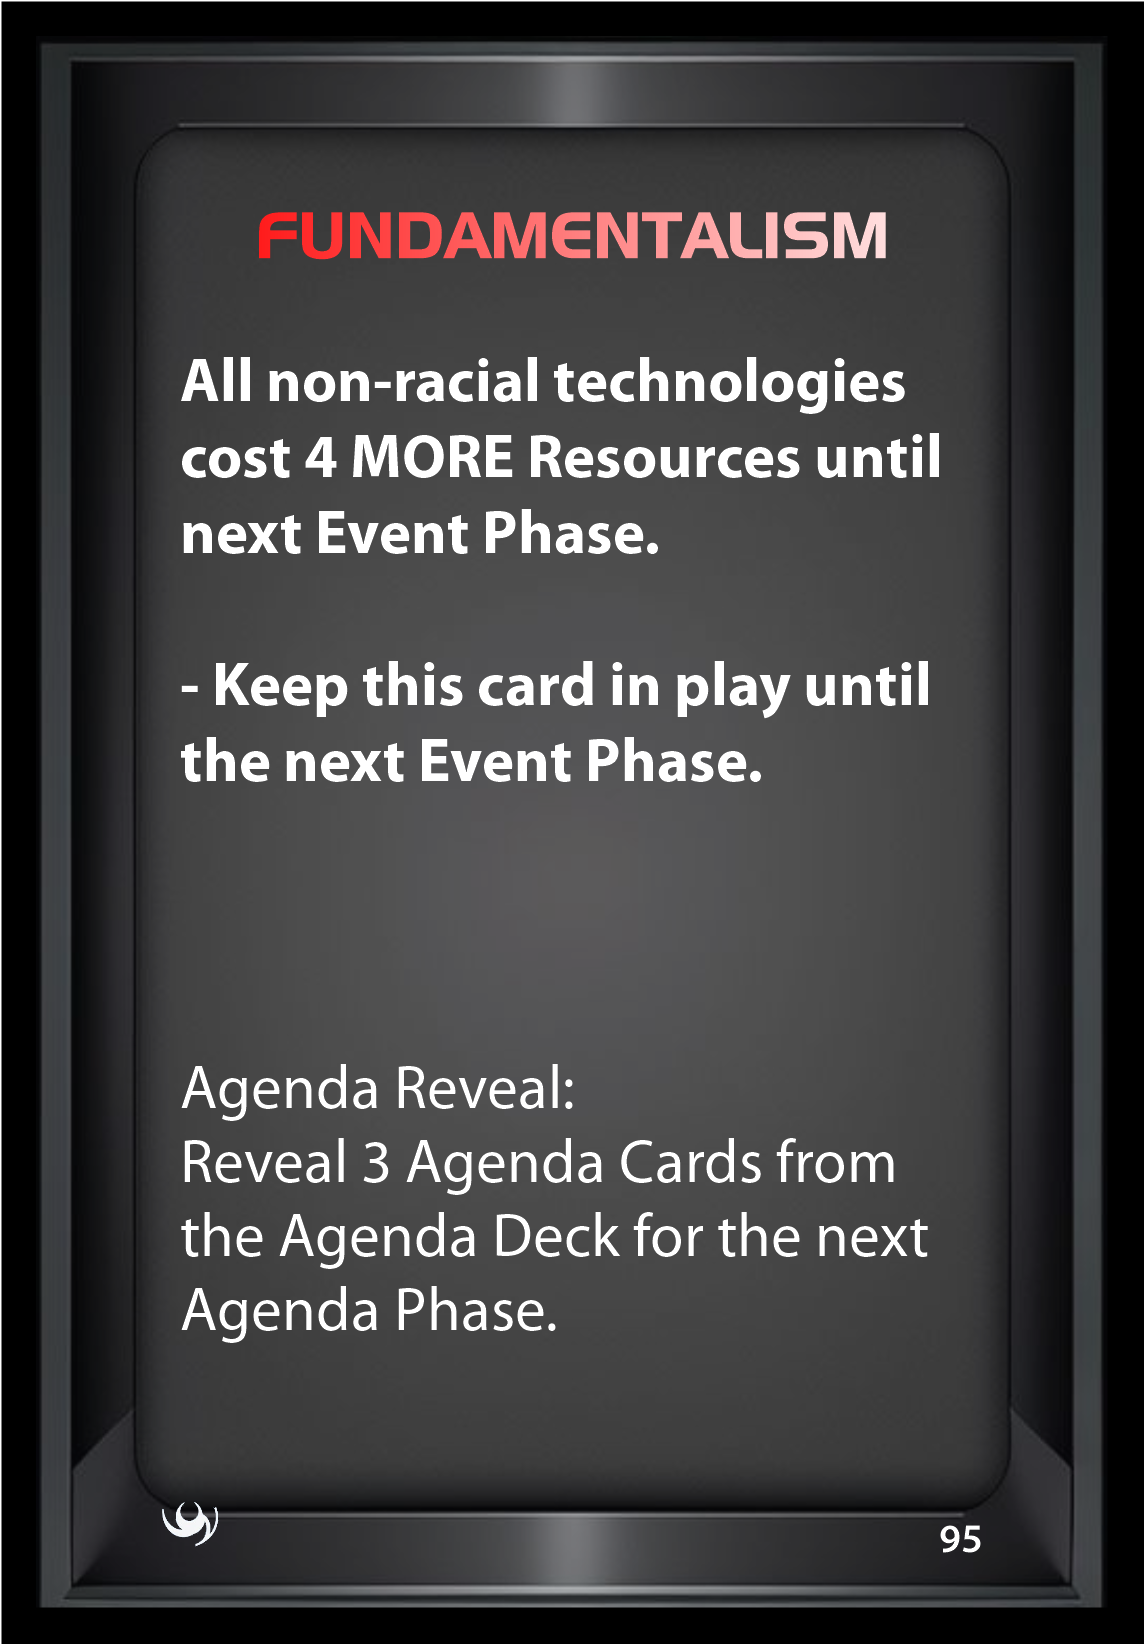 FUNDAMENTALISM
All non-racial technologies
cost 4 MORE Resources until
next Event Phase.
- Keep this card in play until
the next Event Phase.
Agenda Reveal:
Reveal 3 Agenda Cards from
the Agenda Deck for the next
Agenda Phase.
95